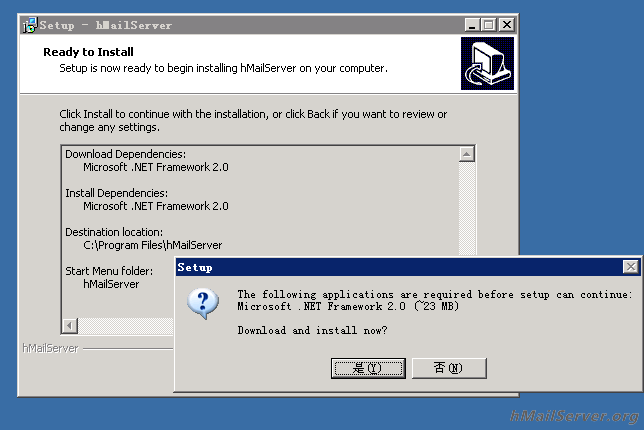 Setup - hMailServer
Ready to Install
Setup is now ready to begin installing hMailServer on your computer.
Click Install to continue with the installation, or click Back if you want to review or
change any settings.
Download Dependencies:
Microsoft .NET Framework 2.0
Install Dependencies:
Microsoft .NET Framework 2.0
Destination location:
C:\Program Files\hMailServer
Start Menu folder:
hMailServer
hMailServer
Setup
The following applications are required before setup can continue:
Microsoft .NET Framework 2.0 (~23 MB)
Download and install now?
是(Y)
否(N)
hMailServer.org